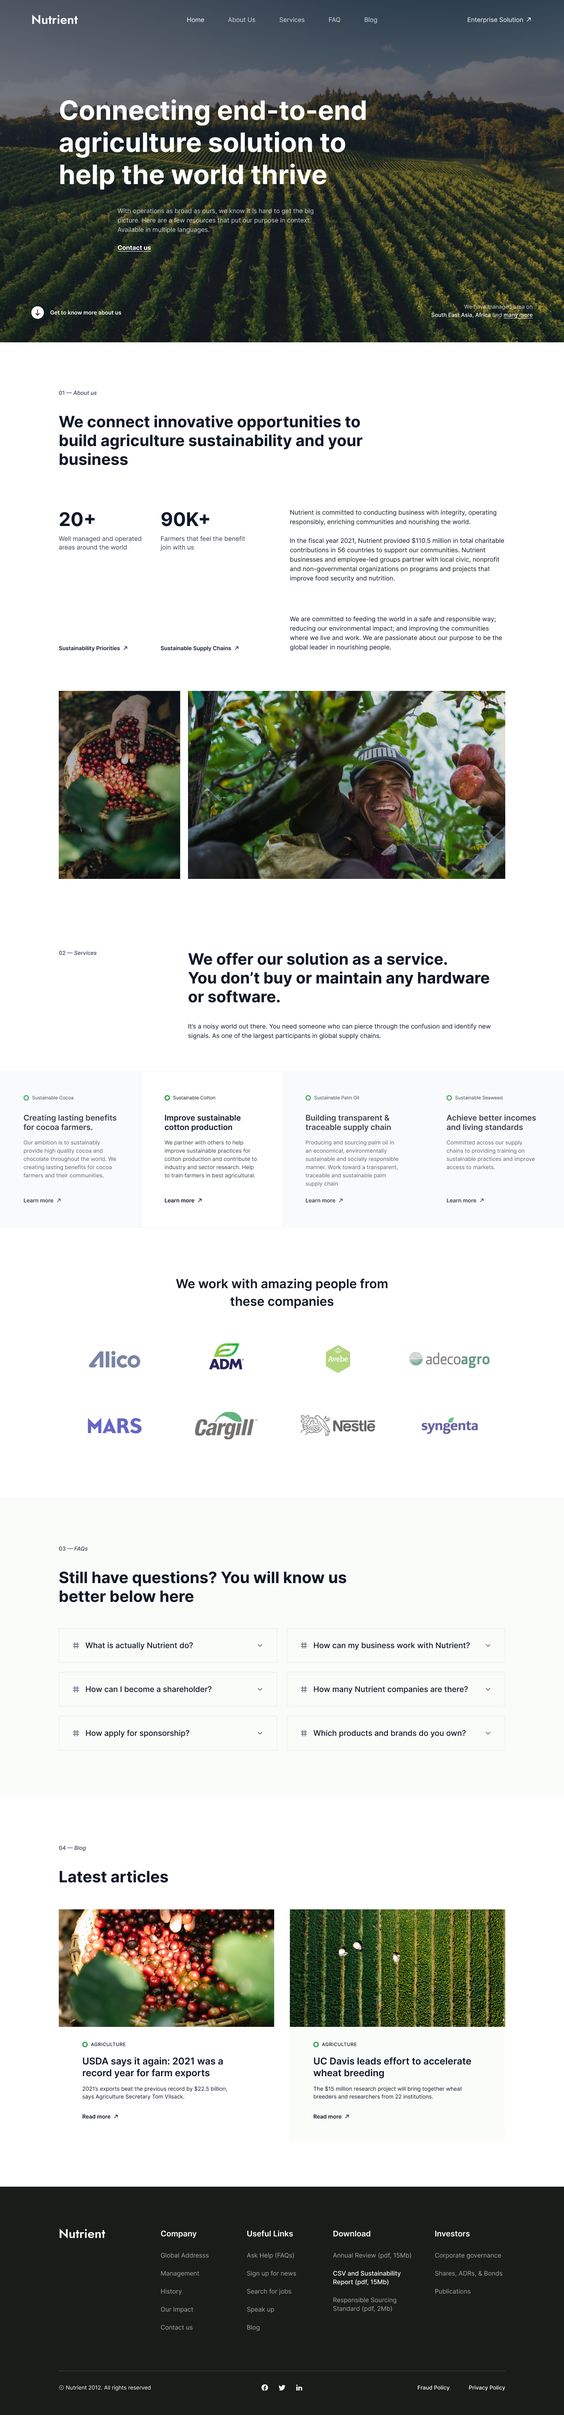 Nutrient
Home
About Us
Services
FAQ
Blog
Enterprise Solution
Connecting end-to-end
agriculture solution to
help the world thrive
With operations as broad as ours, we know it is hard to get the big
picture. Here are a few resources that put our purpose in context.
Available in multiple languages.
Contact us
Get to know more about us
We have managed area on
South East Asia, Africa and many more
01 — About us
We connect innovative opportunities to
build agriculture sustainability and your
business
20+
Well managed and operated
areas around the world
90K+
Farmers that feel the benefit
join with us
Nutrient is committed to conducting business with integrity, operating
responsibly, enriching communities and nourishing the world.
In the fiscal year 2021, Nutrient provided $110.5 million in total charitable
contributions in 56 countries to support our communities. Nutrient
businesses and employee-led groups partner with local civic, nonprofit
and non-governmental organizations on programs and projects that
improve food security and nutrition.
We are committed to feeding the world in a safe and responsible way;
reducing our environmental impact; and improving the communities
where we live and work. We are passionate about our purpose to be the
global leader in nourishing people.
Sustainability Priorities
Sustainable Supply Chains
02 — Services
We offer our solution as a service.
You don’t buy or maintain any hardware
or software.
It’s a noisy world out there. You need someone who can pierce through the confusion and identify new
signals. As one of the largest participants in global supply chains.
Sustainable Cocoa
Creating lasting benefits
for cocoa farmers.
Our ambition is to sustainably
provide high quality cocoa and
chocolate throughout the world. We
creating lasting benefits for cocoa
farmers and their communities.
Learn more
Sustainable Cotton
Improve sustainable
cotton production
We partner with others to help
improve sustainable practices for
cotton production and contribute to
industry and sector research. Help
to train farmers in best agricultural.
Learn more
Sustainable Palm Oil
Building transparent &
traceable supply chain
Producing and sourcing palm oil in
an economical, environmentally
sustainable and socially responsible
manner. Work toward a transparent,
traceable and sustainable palm
supply chain
Learn more
Sustainable Seaweed
Achieve better incomes
and living standards
Committed across our supply
chains to providing training on
sustainable practices and improve
access to markets.
Learn more
We work with amazing people from
these companies
Alico
ADM
Avebe
adecoagro
MARS
Cargill
Nestlé
syngenta
03 — FAQs
Still have questions? You will know us
better below here
# What is actually Nutrient do?
# How can my business work with Nutrient?
# How can I become a shareholder?
# How many Nutrient companies are there?
# How apply for sponsorship?
# Which products and brands do you own?
04 — Blog
Latest articles
AGRICULTURE
USDA says it again: 2021 was a
record year for farm exports
2021’s exports beat the previous record by $22.5 billion,
says Agriculture Secretary Tom Vilsack.
Read more
AGRICULTURE
UC Davis leads effort to accelerate
wheat breeding
The $15 million research project will bring together wheat
breeders and researchers from 22 institutions.
Read more
Nutrient
Company
Global Addresss
Management
History
Our Impact
Contact us
Useful Links
Ask Help (FAQs)
Sign up for news
Search for jobs
Speak up
Blog
Download
Annual Review (pdf, 15Mb)
CSV and Sustainability
Report (pdf, 15Mb)
Responsible Sourcing
Standard (pdf, 2Mb)
Investors
Corporate governance
Shares, ADRs, & Bonds
Publications
© Nutrient 2012. All rights reserved
Fraud Policy
Privacy Policy